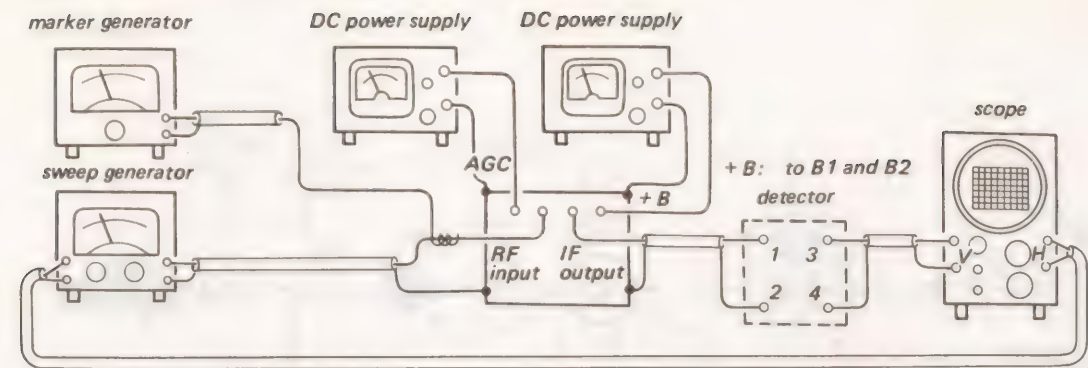 marker generator
DC power supply
DC power supply
scope
sweep generator
AGC
+ B
+ B: to B1 and B2
detector
RF
input
IF
output
1 3
2 4
V
H